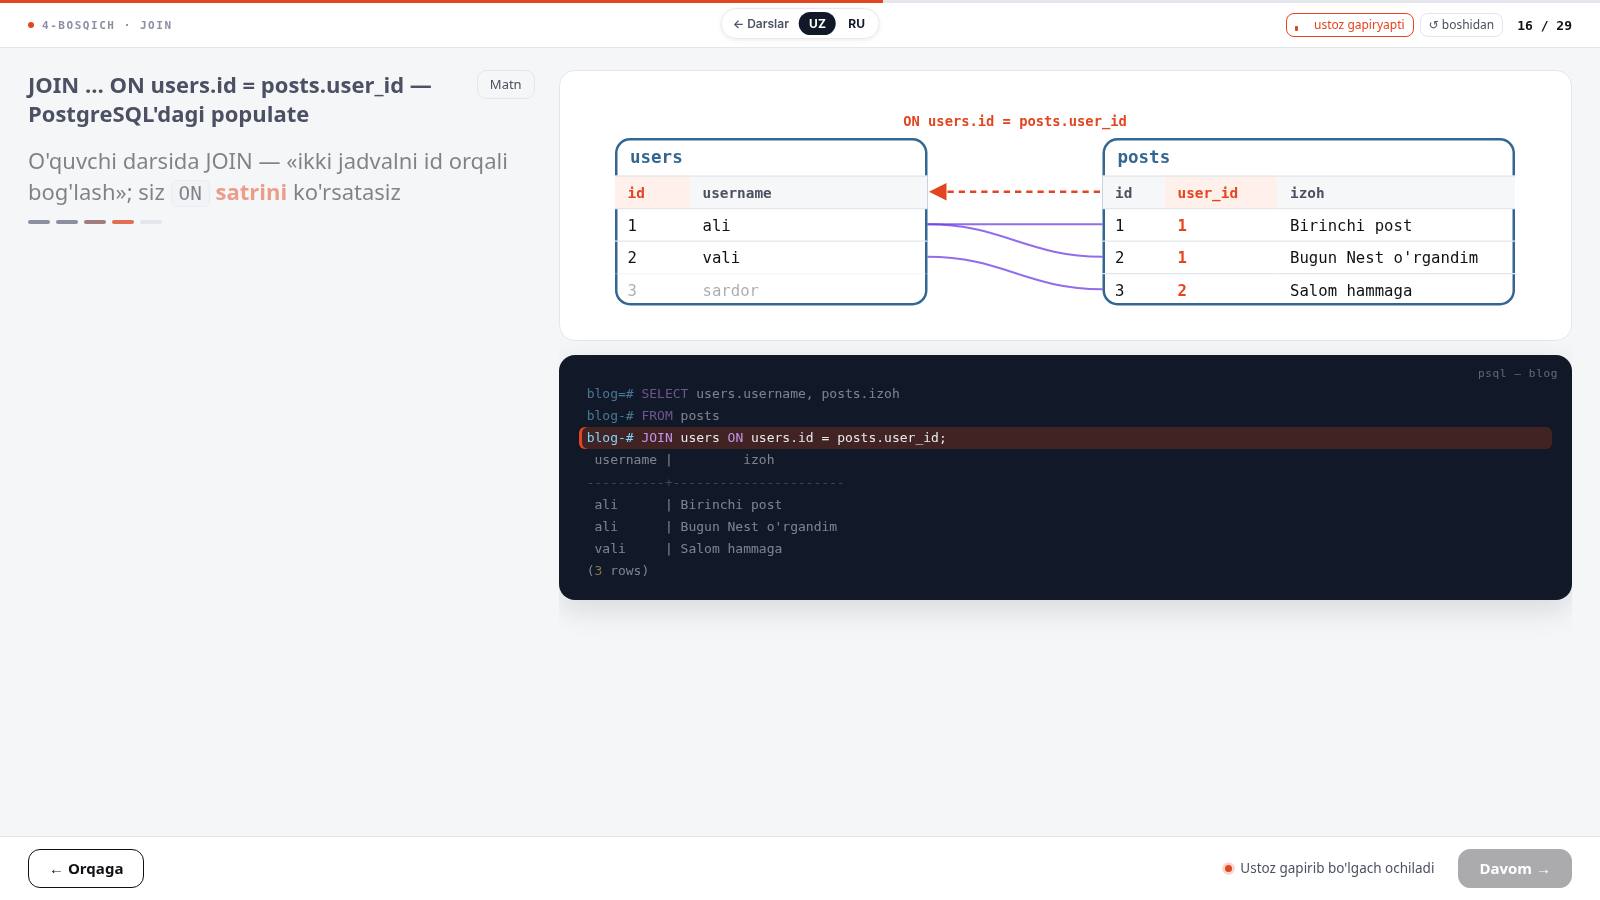 4-BOSQICH · JOIN
← Darslar UZ RU
ustoz gapiryapti
↺ boshidan
16 / 29
JOIN ... ON users.id = posts.user_id —
PostgreSQL'dagi populate
Matn
O'quvchi darsida JOIN — «ikki jadvalni id orqali
bog'lash»; siz ON satrini ko'rsatasiz
ON users.id = posts.user_id
users
id username
1 ali
2 vali
3 sardor
posts
id user_id izoh
1 1 Birinchi post
2 1 Bugun Nest o'rgandim
3 2 Salom hammaga
psql — blog
blog=# SELECT users.username, posts.izoh
blog-# FROM posts
blog-# JOIN users ON users.id = posts.user_id;
username | izoh
----------+----------------------
ali | Birinchi post
ali | Bugun Nest o'rgandim
vali | Salom hammaga
(3 rows)
← Orqaga
Ustoz gapirib bo'lgach ochiladi
Davom →